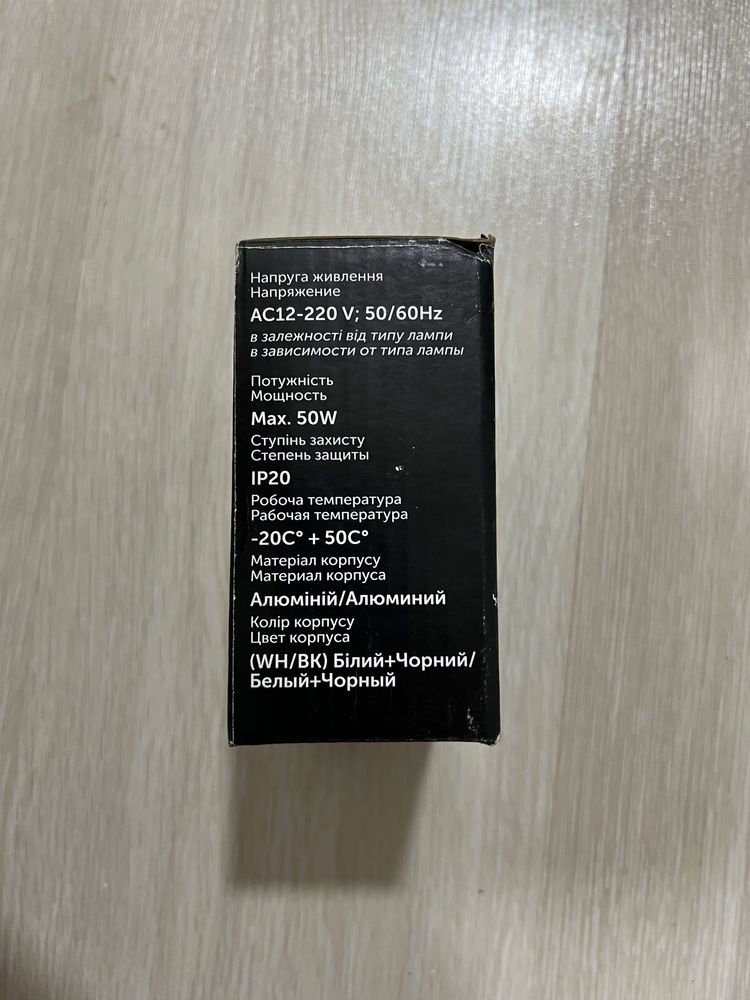 Напруга живлення
Напряжение
AC12-220 V; 50/60Hz
в залежності від типу лампи
в зависимости от типа лампы
Потужність
Мощность
Max. 50W
Ступінь захисту
Степень защиты
IP20
Робоча температура
Рабочая температура
-20C° + 50C°
Матеріал корпусу
Материал корпуса
Алюміній/Алюминий
Колір корпусу
Цвет корпуса
(WH/BK) Білий+Чорний/
Белый+Чорный